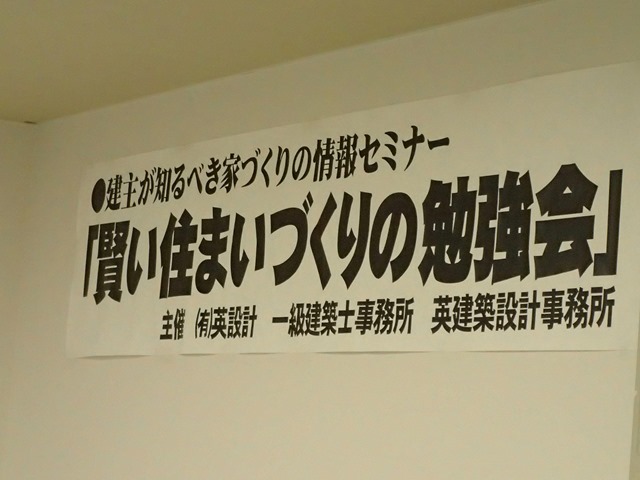 ●建主が知るべき家づくりの情報セミナー
「賢い住まいづくりの勉強会」
主催 (有)英設計 一級建築士事務所 英建築設計事務所